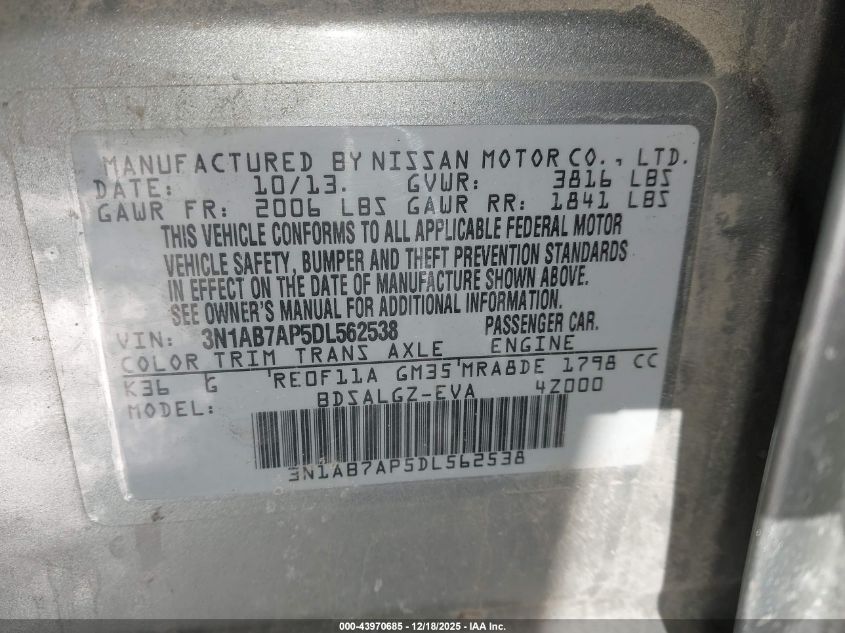 MANUFACTURED BY NISSAN MOTOR CO., LTD.
DATE: 10/13. GVWR: 3816 LBS
GAWR FR: 2006 LBS GAWR RR: 1841 LBS
THIS VEHICLE CONFORMS TO ALL APPLICABLE FEDERAL MOTOR
VEHICLE SAFETY, BUMPER AND THEFT PREVENTION STANDARDS
IN EFFECT ON THE DATE OF MANUFACTURE SHOWN ABOVE.
SEE OWNER'S MANUAL FOR ADDITIONAL INFORMATION
VIN: 3N1AB7AP5DL562538 PASSENGER CAR.
COLOR TRIM TRANS AXLE ENGINE
K36 G 'RE0F11A GM35'MRA8DE 1798 CC
MODEL: BDSALGZ-EVA 4Z000
3N1AB7AP5DL562538
000-43970685 - 12/18/2025 - IAA Inc.